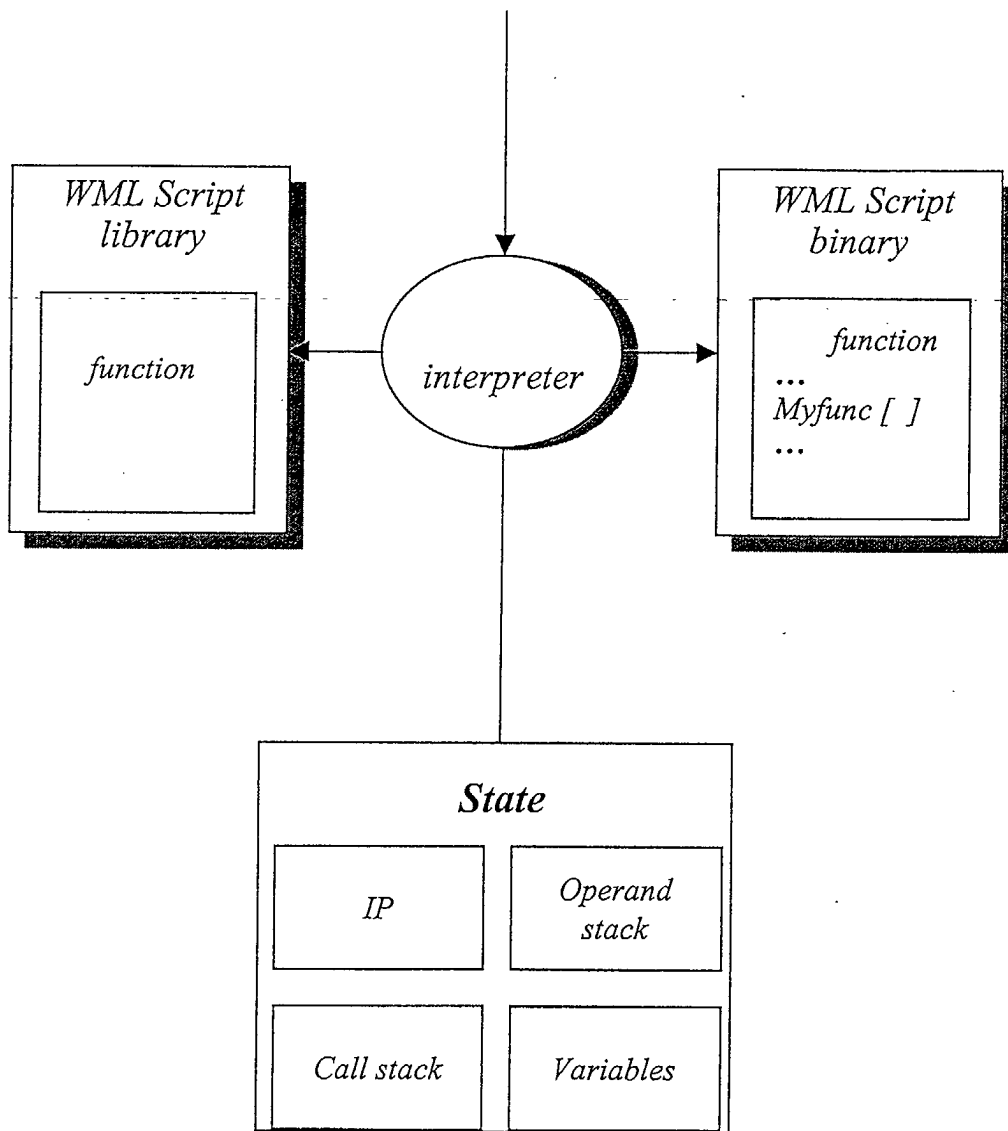 WML Script
library
function
interpreter
WML Script
binary
function
...
Myfunc [ ]
...
State
IP
Operand
stack
Call stack
Variables